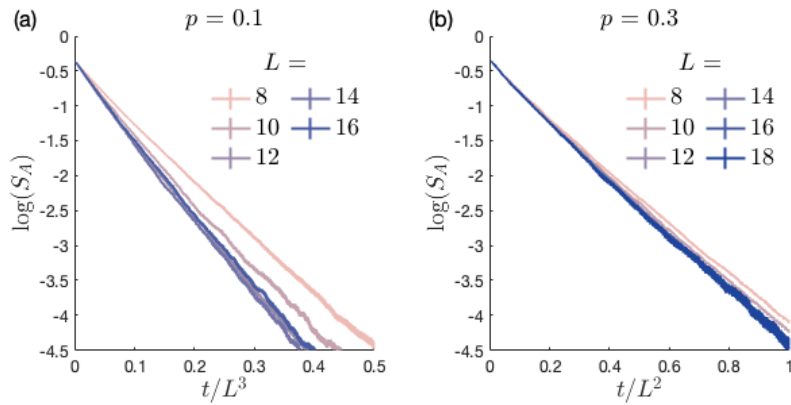 (a) p = 0.1
log(S_A)
0
-0.5
-1
-1.5
-2
-2.5
-3
-3.5
-4
-4.5
L =
8 14
10 16
12
0 0.1 0.2 0.3 0.4 0.5
t/L^3
(b) p = 0.3
log(S_A)
0
-0.5
-1
-1.5
-2
-2.5
-3
-3.5
-4
-4.5
L =
8 14
10 16
12 18
0 0.2 0.4 0.6 0.8 1
t/L^2